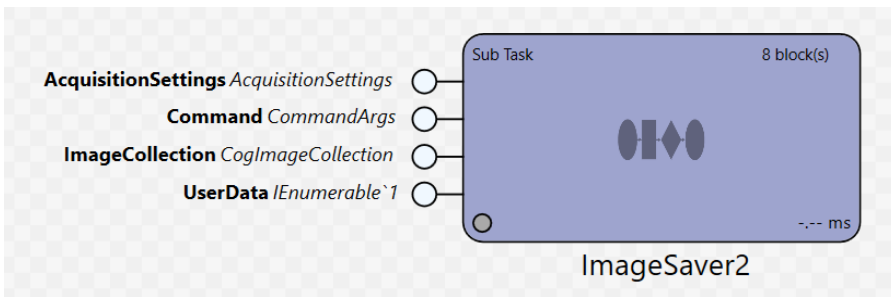 Sub Task 8 block(s)
AcquisitionSettings AcquisitionSettings
Command CommandArgs
ImageCollection CogImageCollection
UserData IEnumerable`1
-.-- ms
ImageSaver2